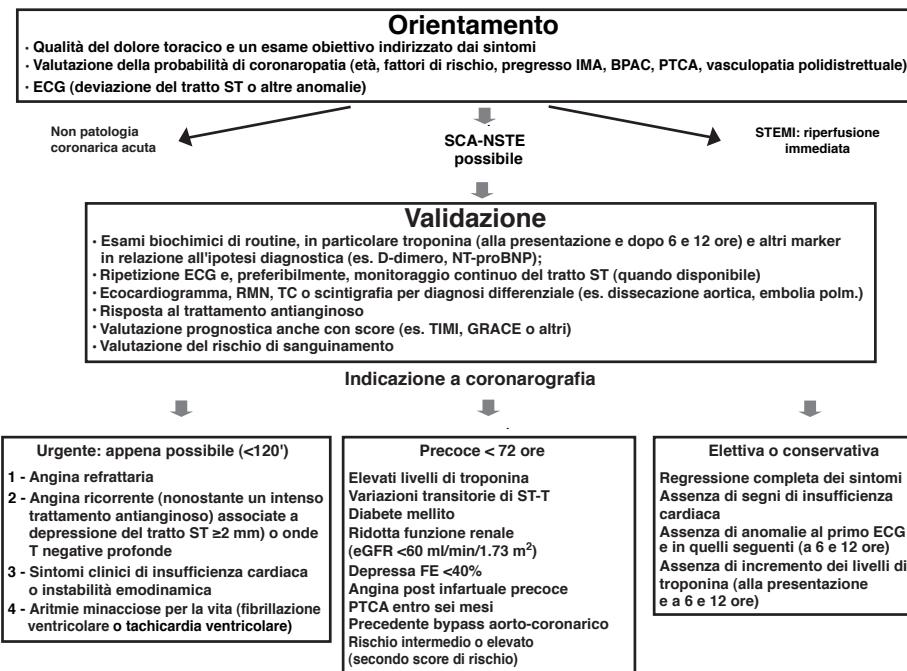 Orientamento
· Qualità del dolore toracico e un esame obiettivo indirizzato dai sintomi
· Valutazione della probabilità di coronaropatia (età, fattori di rischio, pregresso IMA, BPAC, PTCA, vasculopatia polidistrettuale)
· ECG (deviazione del tratto ST o altre anomalie)
Non patologia
coronarica acuta
SCA-NSTE
possibile
STEMI: riperfusione
immediata
Validazione
· Esami biochimici di routine, in particolare troponina (alla presentazione e dopo 6 e 12 ore) e altri marker
in relazione all'ipotesi diagnostica (es. D-dimero, NT-proBNP);
· Ripetizione ECG e, preferibilmente, monitoraggio continuo del tratto ST (quando disponibile)
· Ecocardiogramma, RMN, TC o scintigrafia per diagnosi differenziale (es. dissecazione aortica, embolia polm.)
· Risposta al trattamento antianginoso
· Valutazione prognostica anche con score (es. TIMI, GRACE o altri)
· Valutazione del rischio di sanguinamento
Indicazione a coronarografia
Urgente: appena possibile (<120')
1 - Angina refrattaria
2 - Angina ricorrente (nonostante un intenso
trattamento antianginoso) associate a
depressione del tratto ST ≥2 mm) o onde
T negative profonde
3 - Sintomi clinici di insufficienza cardiaca
o instabilità emodinamica
4 - Aritmie minacciose per la vita (fibrillazione
ventricolare o tachicardia ventricolare)
Precoce < 72 ore
Elevati livelli di troponina
Variazioni transitorie di ST-T
Diabete mellito
Ridotta funzione renale
(eGFR <60 ml/min/1.73 m²)
Depressa FE <40%
Angina post infartuale precoce
PTCA entro sei mesi
Precedente bypass aorto-coronarico
Rischio intermedio o elevato
(secondo score di rischio)
Elettiva o conservativa
Regressione completa dei sintomi
Assenza di segni di insufficienza
cardiaca
Assenza di anomalie al primo ECG
e in quelli seguenti (a 6 e 12 ore)
Assenza di incremento dei livelli di
troponina (alla presentazione
e a 6 e 12 ore)